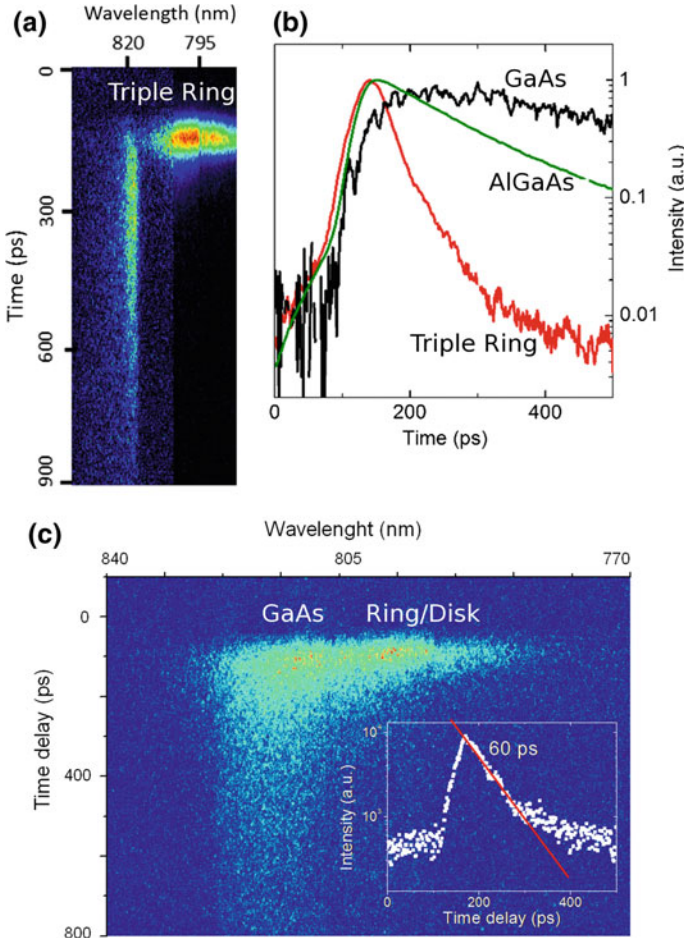 (a)
Wavelength (nm)
820 795
Triple Ring
0
300
600
900
Time (ps)
(b)
GaAs
AlGaAs
Triple Ring
1
0.1
0.01
Intensity (a.u.)
0 200 400
Time (ps)
(c)
Wavelenght (nm)
840 805 770
GaAs Ring/Disk
0
400
800
Time delay (ps)
60 ps
10³
Intensity (a.u.)
0 200 400
Time delay (ps)